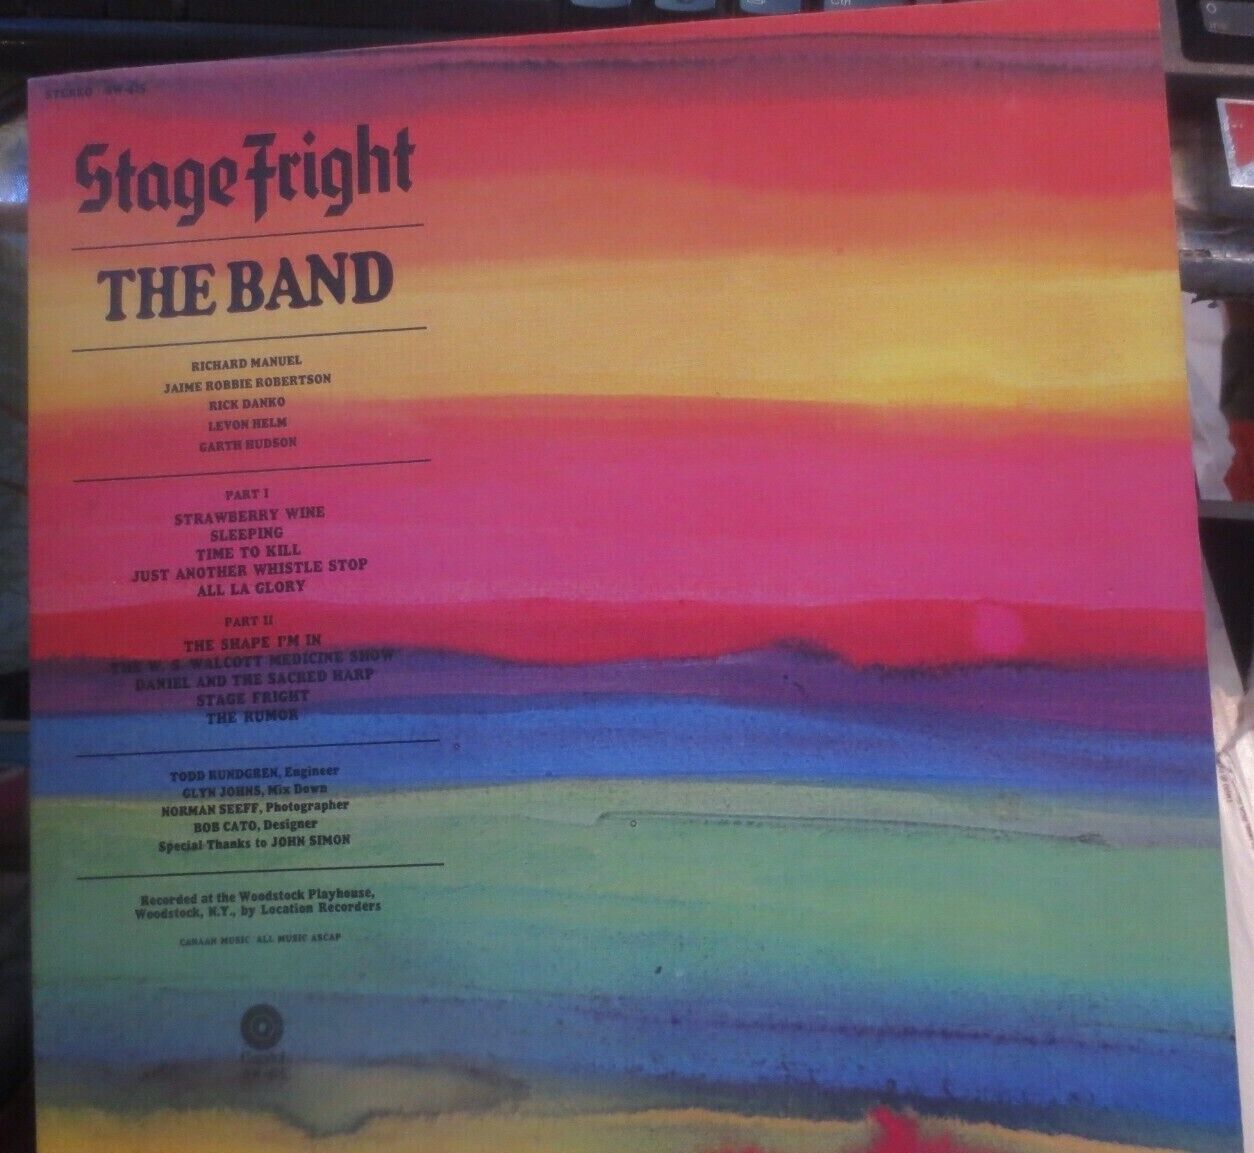 STEREO SW-425
Stage Fright
THE BAND
RICHARD MANUEL
JAIME ROBBIE ROBERTSON
RICK DANKO
LEVON HELM
GARTH HUDSON
PART I
STRAWBERRY WINE
SLEEPING
TIME TO KILL
JUST ANOTHER WHISTLE STOP
ALL LA GLORY
PART II
THE SHAPE I'M IN
THE W. S. WALCOTT MEDICINE SHOW
DANIEL AND THE SACRED HARP
STAGE FRIGHT
THE RUMOR
TODD RUNDGREN, Engineer
GLYN JOHNS, Mix Down
NORMAN SEEFF, Photographer
BOB CATO, Designer
Special Thanks to JOHN SIMON
Recorded at the Woodstock Playhouse,
Woodstock, N.Y., by Location Recorders
CANAAN MUSIC ALL MUSIC ASCAP
Capitol